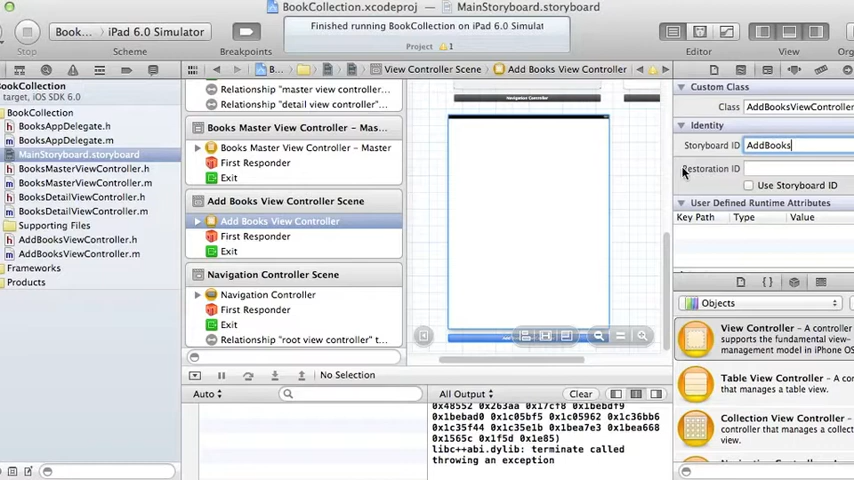 BookCollection.xcodeproj
MainStoryboard.storyboard
Book...
iPad 6.0 Simulator
Finished running BookCollection on iPad 6.0 Simulat
Project
1
Stop
Scheme
Breakpoints
Editor
View
B...
View Controller Scene
Add Books View Controller
BookCollection
target, iOS SDK 6.0
BookCollection
BooksAppDelegate.h
BooksAppDelegate.m
MainStoryboard.storyboard
BooksMasterViewController.h
BooksMasterViewController.m
BooksDetailViewController.h
BooksDetailViewController.m
Supporting Files
AddBooksViewController.h
AddBooksViewController.m
Frameworks
Products
Relationship "master view controller...
Relationship "detail view controller"...
Books Master View Controller – Mas...
Books Master View Controller - Mas...
First Responder
Exit
Add Books View Controller Scene
Add Books View Controller
First Responder
Exit
Navigation Controller Scene
Navigation Controller
First Responder
Exit
Relationship "root view controller" t...
Navigation Controller
Custom Class
Class AddBooksViewController
Identity
Storyboard ID AddBooks
Restoration ID
Use Storyboard ID
User Defined Runtime Attributes
Key Path Type Value
Objects
View Controller - A controller
supports the fundamental view-
management model in iPhone OS
Table View Controller - A
that manages a table view.
Collection View Controller -
controller that manages a collec
view.
No Selection
Auto
All Output
Clear
0x48552 0x263aa 0x17cf8 0x1bebdf9
0x1bebad0 0x1c05bf5 0x1c05962 0x1c36bb6
0x1c35f44 0x1c35e1b 0x1bea7e3 0x1bea668
0x1565c 0x1f5d 0x1e85)
libc++abi.dylib: terminate called
throwing an exception